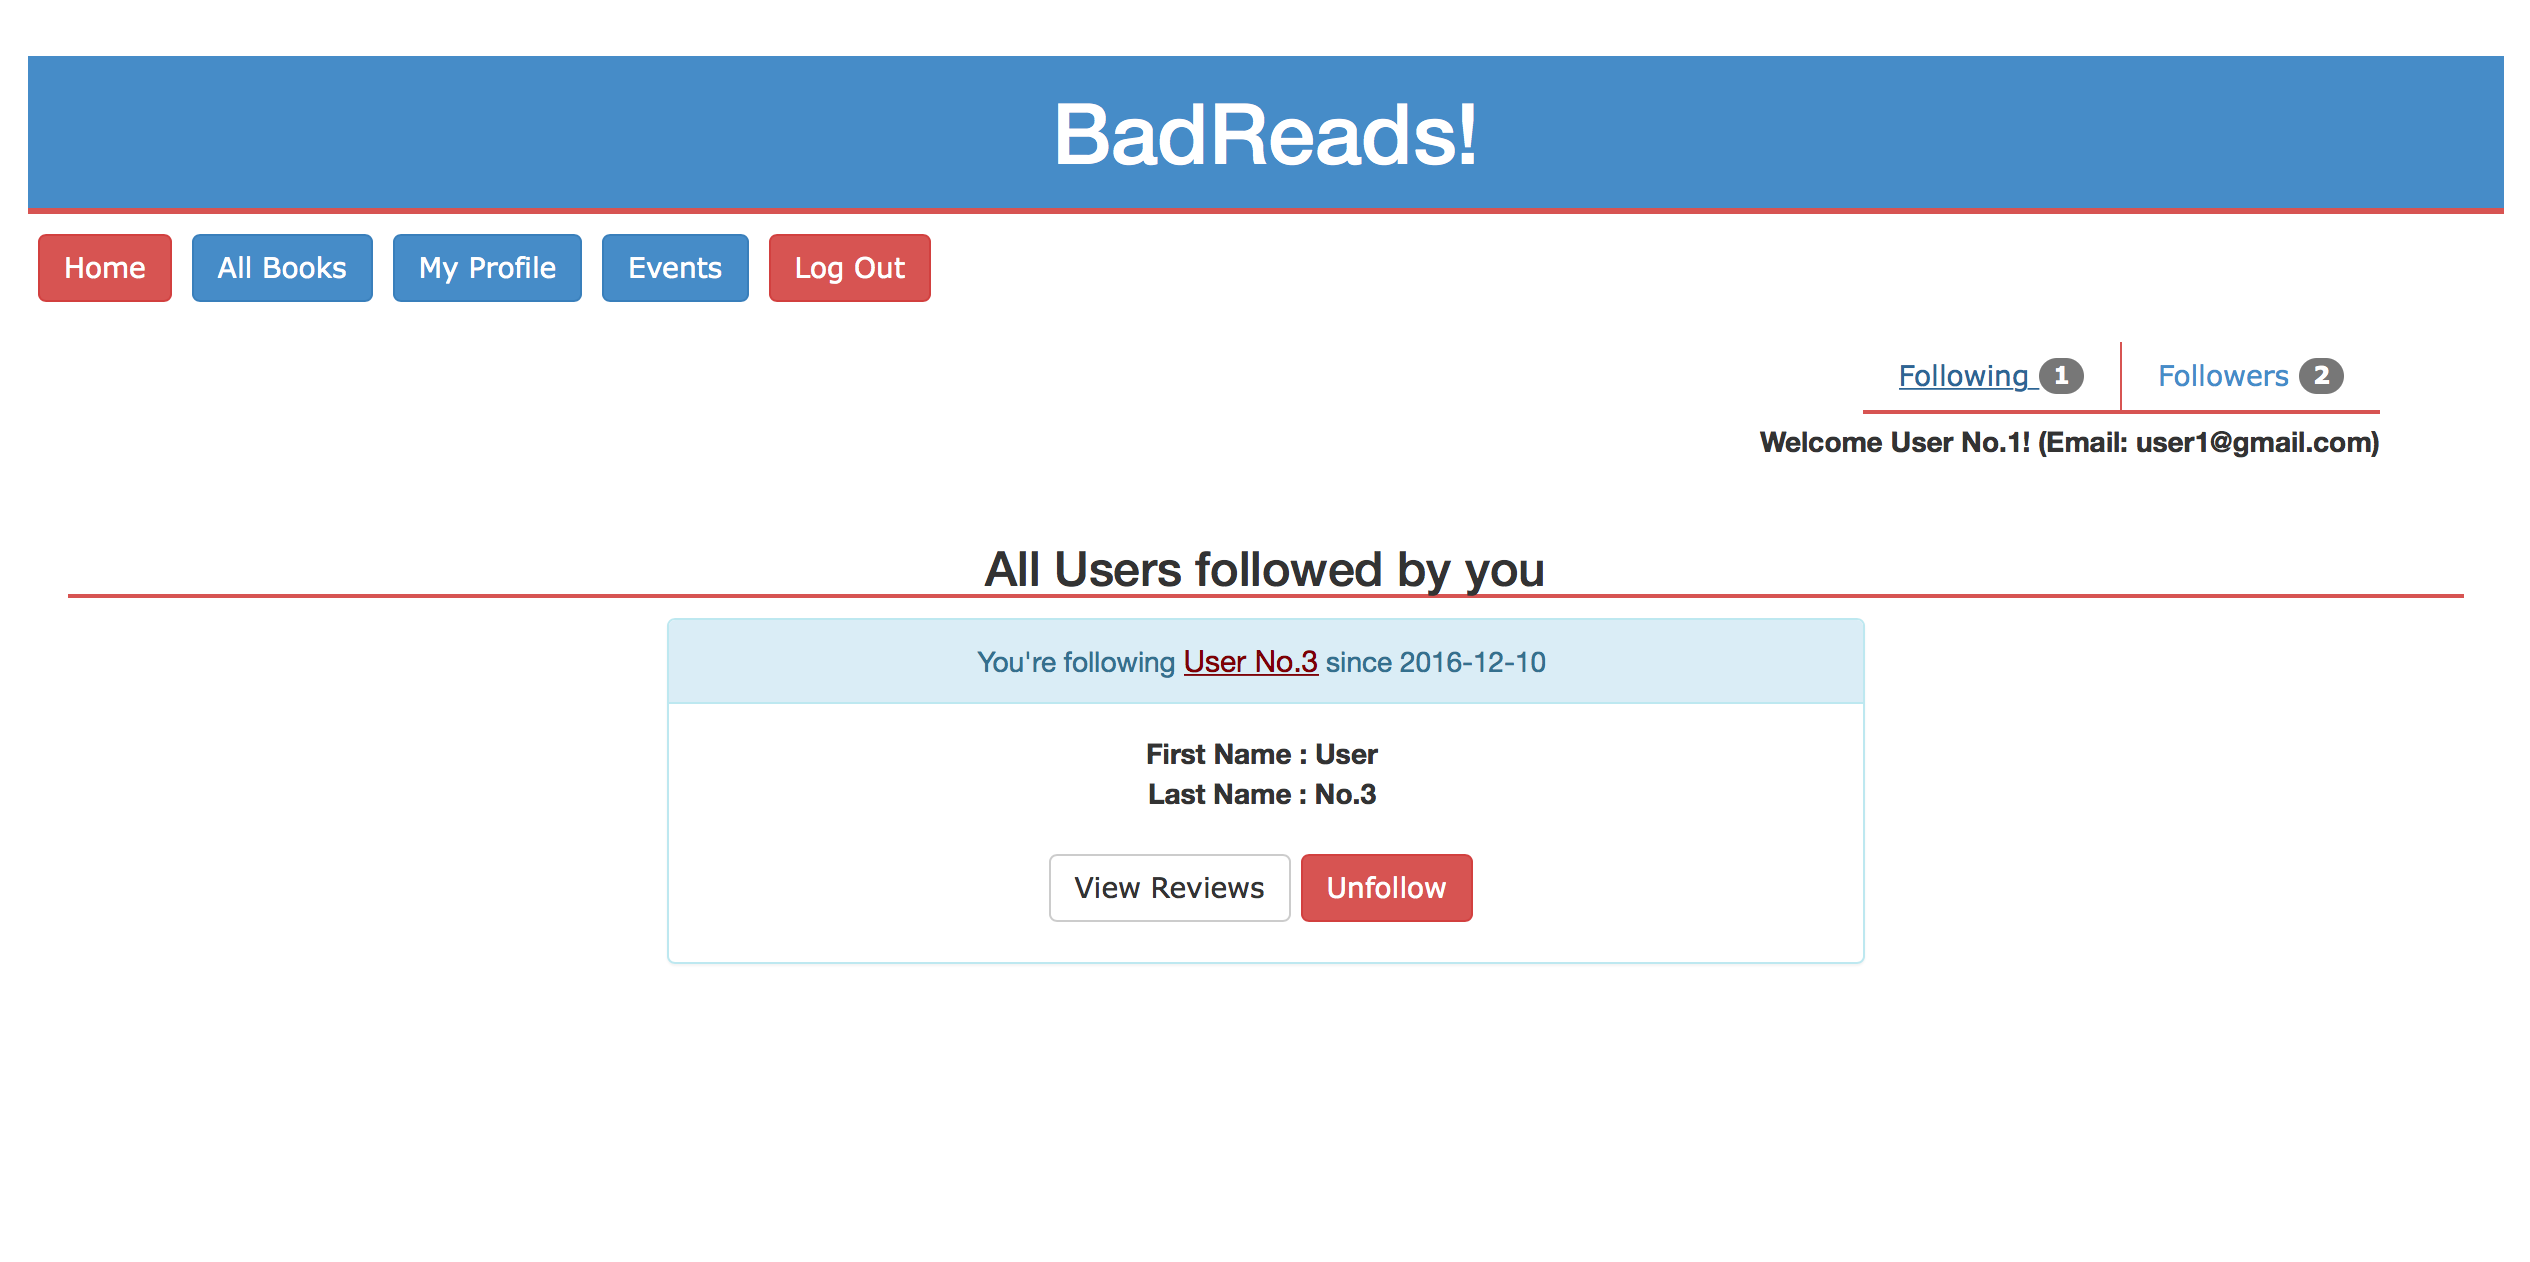 BadReads!
Home All Books My Profile Events Log Out
Following 1 Followers 2
Welcome User No.1! (Email: user1@gmail.com)
All Users followed by you
You're following User No.3 since 2016-12-10
First Name : User
Last Name : No.3
View Reviews Unfollow